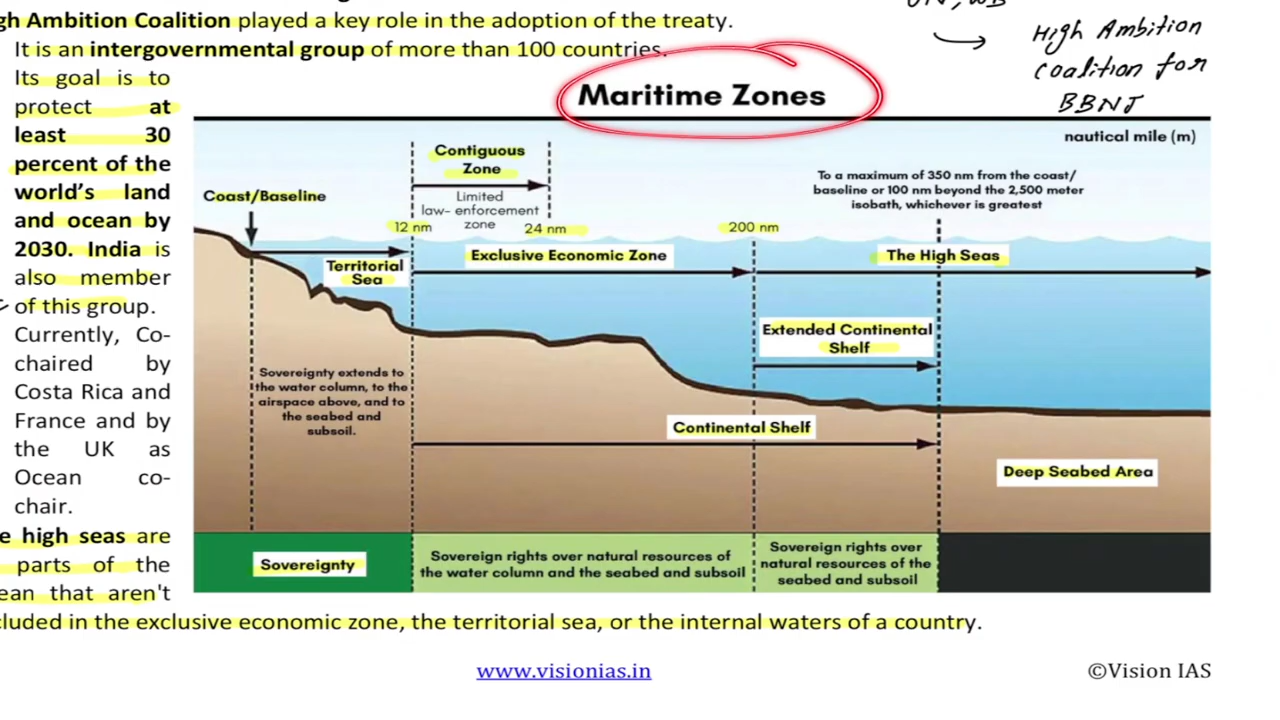 gh Ambition Coalition played a key role in the adoption of the treaty.
It is an intergovernmental group of more than 100 countries.
Its goal is to
protect at
least 30
percent of the
world's land
and ocean by
2030. India is
also member
of this group.
Currently, Co-
chaired by
Costa Rica and
France and by
the UK as
Ocean co-
chair.
e high seas are
parts of the
ean that aren't
cluded in the exclusive economic zone, the territorial sea, or the internal waters of a country.
High Ambition
Coalition for
BBNJ
Maritime Zones
nautical mile (m)
Contiguous
Zone
Limited
law- enforcement
zone
To a maximum of 350 nm from the coast/
baseline or 100 nm beyond the 2,500 meter
isobath, whichever is greatest
Coast/Baseline
12 nm
24 nm
200 nm
Territorial
Sea
Exclusive Economic Zone
The High Seas
Extended Continental
Shelf
Sovereignty extends to
the water column, to the
airspace above, and to
the seabed and
subsoil.
Continental Shelf
Deep Seabed Area
Sovereignty
Sovereign rights over natural resources of
the water column and the seabed and subsoil
Sovereign rights over
natural resources of the
seabed and subsoil
www.visionias.in
©Vision IAS